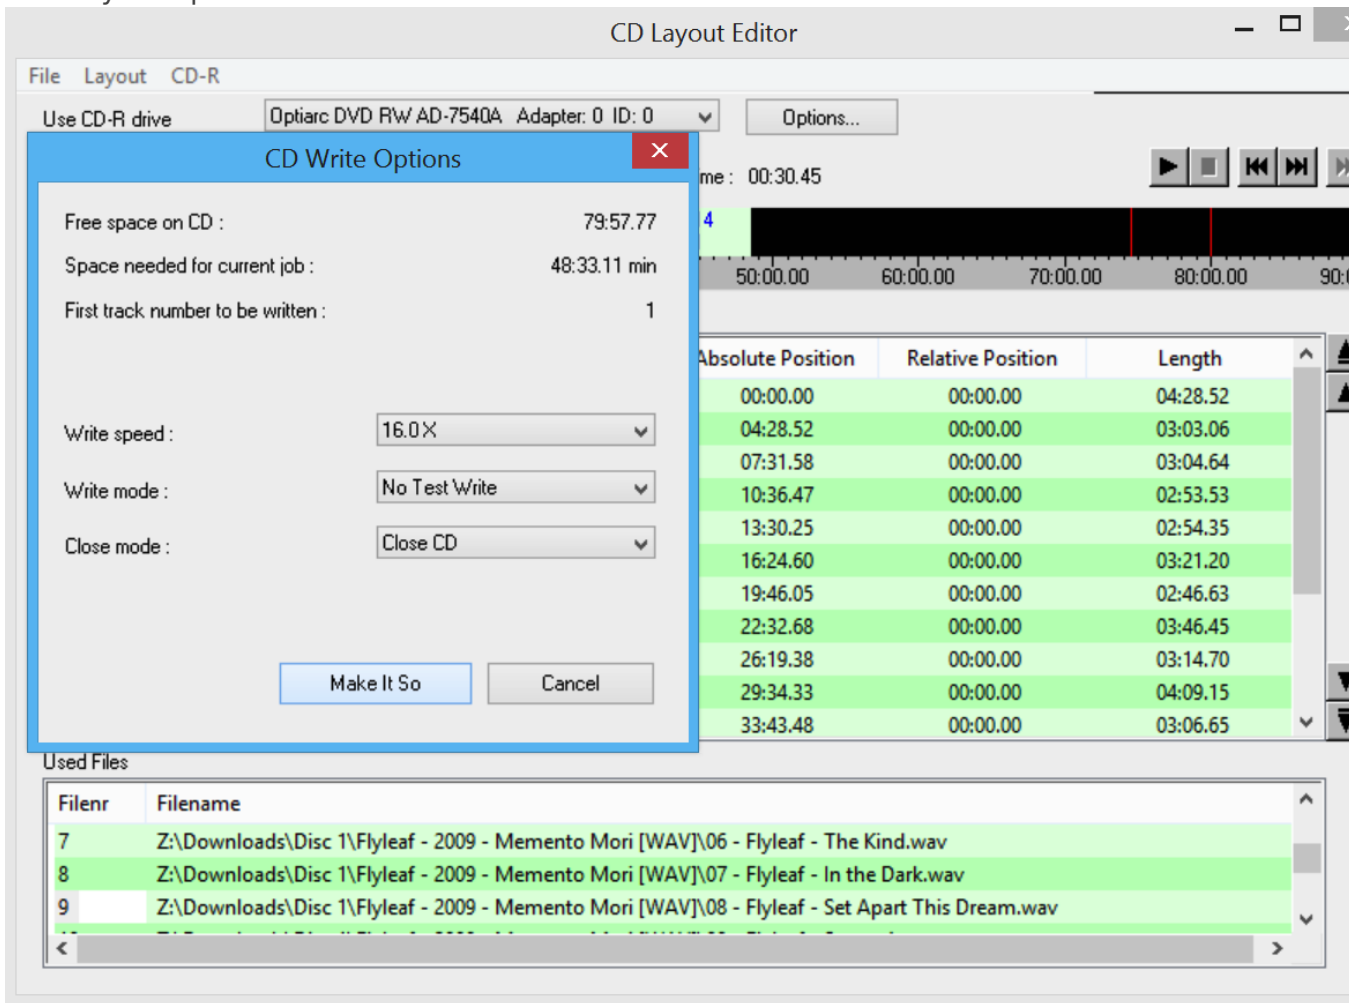 CD Layout Editor
File Layout CD-R
Use CD-R drive Optiarc DVD RW AD-7540A Adapter: 0 ID: 0 Options...
CD Write Options
00:30.45
Free space on CD : 79:57.77
4
Space needed for current job : 48:33.11 min
50:00.00 60:00.00 70:00.00 80:00.00
First track number to be written : 1
Absolute Position Relative Position Length
00:00.00 00:00.00 04:28.52
Write speed : 16.0X
04:28.52 00:00.00 03:03.06
07:31.58 00:00.00 03:04.64
Write mode : No Test Write
10:36.47 00:00.00 02:53.53
13:30.25 00:00.00 02:54.35
Close mode : Close CD
16:24.60 00:00.00 03:21.20
19:46.05 00:00.00 02:46.63
22:32.68 00:00.00 03:46.45
26:19.38 00:00.00 03:14.70
Make It So Cancel
29:34.33 00:00.00 04:09.15
33:43.48 00:00.00 03:06.65
Used Files
Filenr Filename
7 Z:\Downloads\Disc 1\Flyleaf - 2009 - Memento Mori [WAV]\06 - Flyleaf - The Kind.wav
8 Z:\Downloads\Disc 1\Flyleaf - 2009 - Memento Mori [WAV]\07 - Flyleaf - In the Dark.wav
9 Z:\Downloads\Disc 1\Flyleaf - 2009 - Memento Mori [WAV]\08 - Flyleaf - Set Apart This Dream.wav